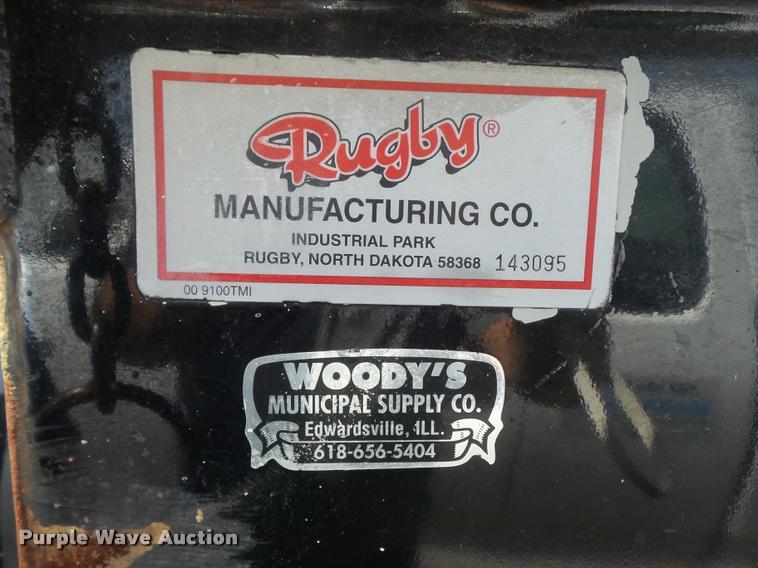 Rugby®
MANUFACTURING CO.
INDUSTRIAL PARK
RUGBY, NORTH DAKOTA 58368 143095
00 9100TMI
WOODY'S
MUNICIPAL SUPPLY CO.
Edwardsville, ILL.
618-656-5404
Purple Wave Auction